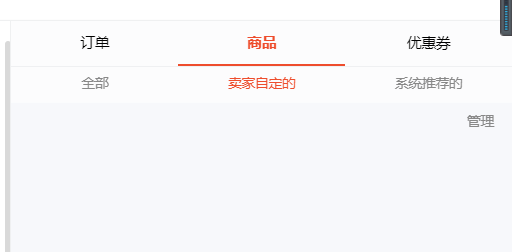 订单 商品 优惠券
全部 卖家自定的 系统推荐的
管理